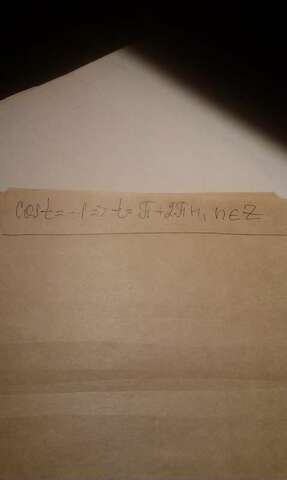 cos t = -1 => t = π + 2πn, n ∈ Z